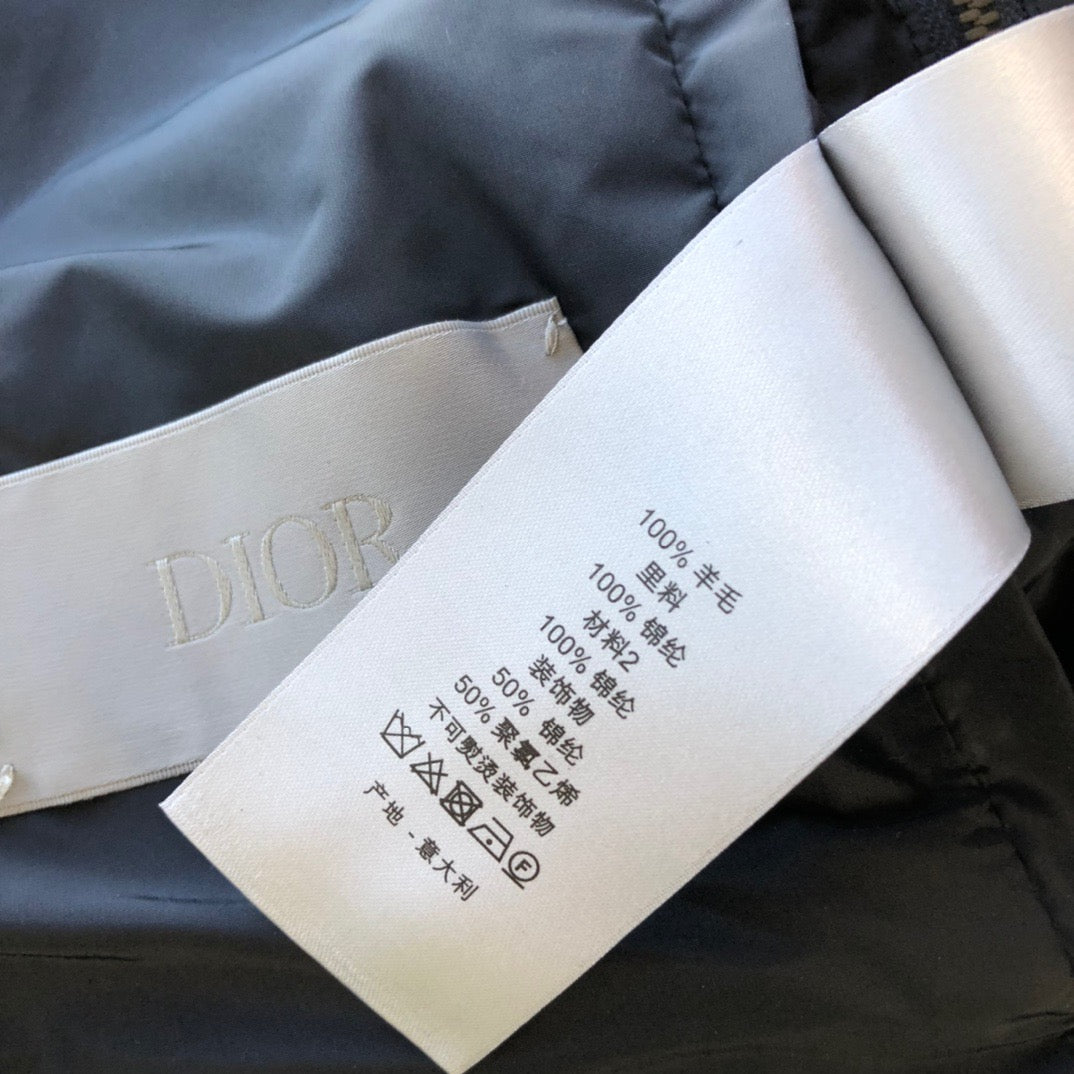 DIOR
100% 羊毛
里料
100% 锦纶
材料2
100% 锦纶
装饰物
50% 锦纶
50% 聚氯乙烯
不可熨烫装饰物
F
产地 - 意大利